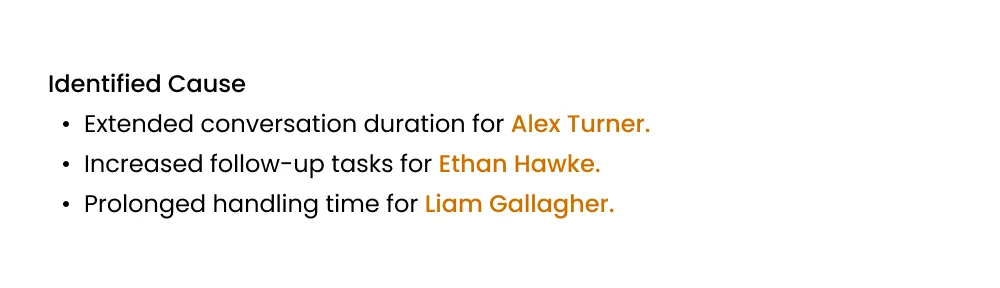 Identified Cause
• Extended conversation duration for Alex Turner.
• Increased follow-up tasks for Ethan Hawke.
• Prolonged handling time for Liam Gallagher.